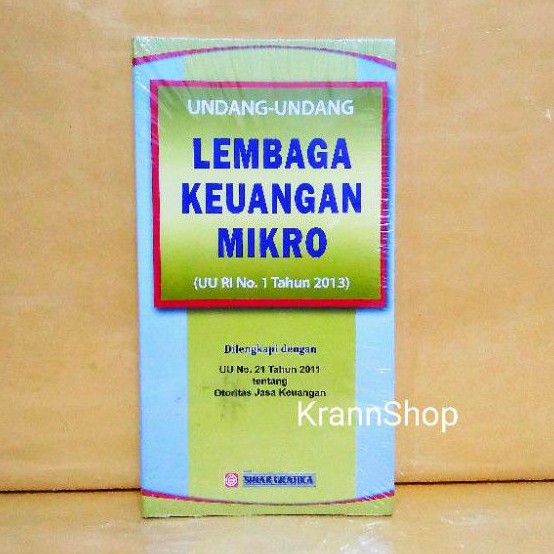 UNDANG-UNDANG
LEMBAGA
KEUANGAN
MIKRO
(UU RI No. 1 Tahun 2013)
Dilengkapi dengan
UU No. 21 Tahun 2011
tentang
Otoritas Jasa Keuangan
KrannShop
SINAR GRAFIKA